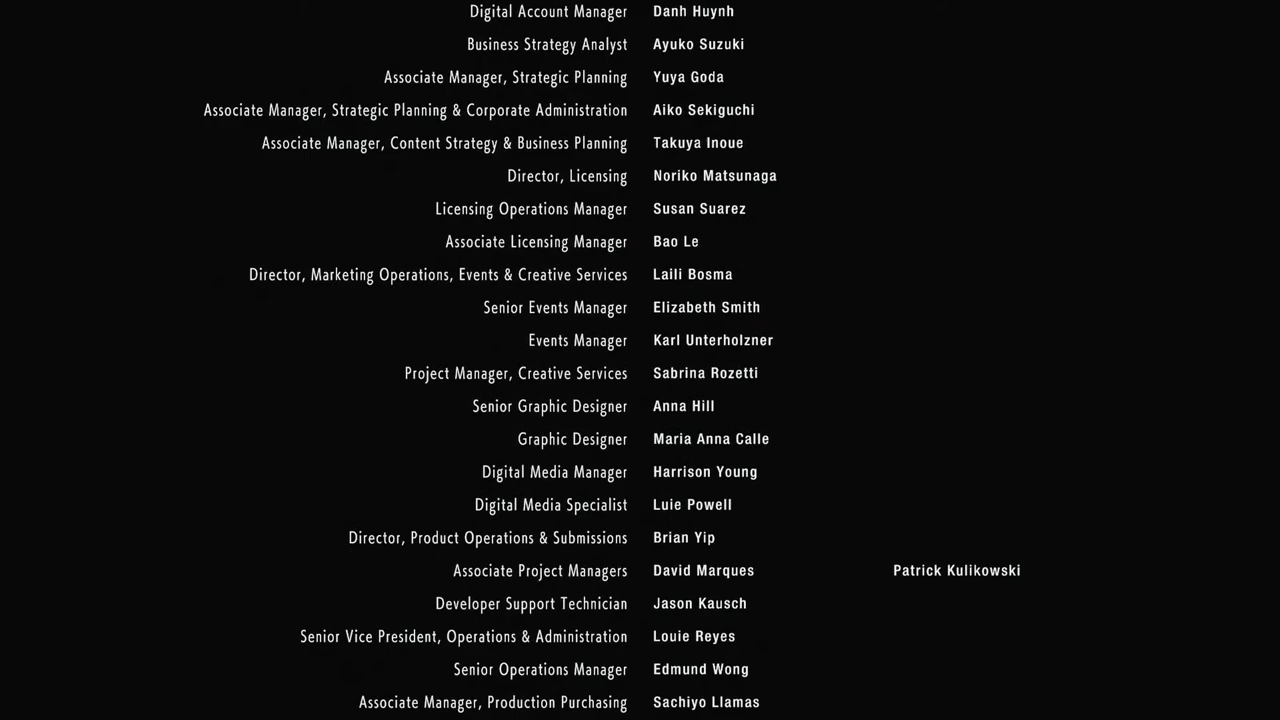 Digital Account Manager Danh Huynh
Business Strategy Analyst Ayuko Suzuki
Associate Manager, Strategic Planning Yuya Goda
Associate Manager, Strategic Planning & Corporate Administration Aiko Sekiguchi
Associate Manager, Content Strategy & Business Planning Takuya Inoue
Director, Licensing Noriko Matsunaga
Licensing Operations Manager Susan Suarez
Associate Licensing Manager Bao Le
Director, Marketing Operations, Events & Creative Services Laili Bosma
Senior Events Manager Elizabeth Smith
Events Manager Karl Unterholzner
Project Manager, Creative Services Sabrina Rozetti
Senior Graphic Designer Anna Hill
Graphic Designer Maria Anna Calle
Digital Media Manager Harrison Young
Digital Media Specialist Luie Powell
Director, Product Operations & Submissions Brian Yip
Associate Project Managers David Marques Patrick Kulikowski
Developer Support Technician Jason Kausch
Senior Vice President, Operations & Administration Louie Reyes
Senior Operations Manager Edmund Wong
Associate Manager, Production Purchasing Sachiyo Llamas